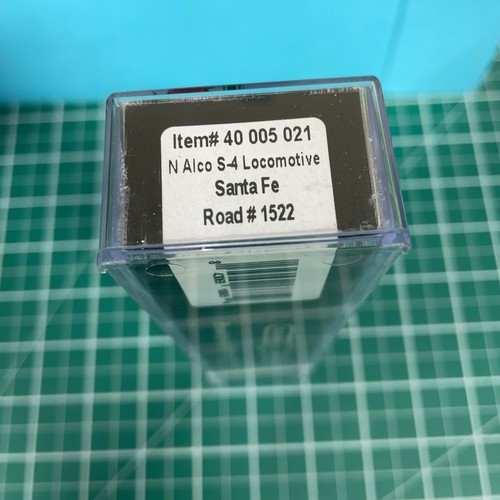 Item# 40 005 021
N Alco S-4 Locomotive
Santa Fe
Road # 1522